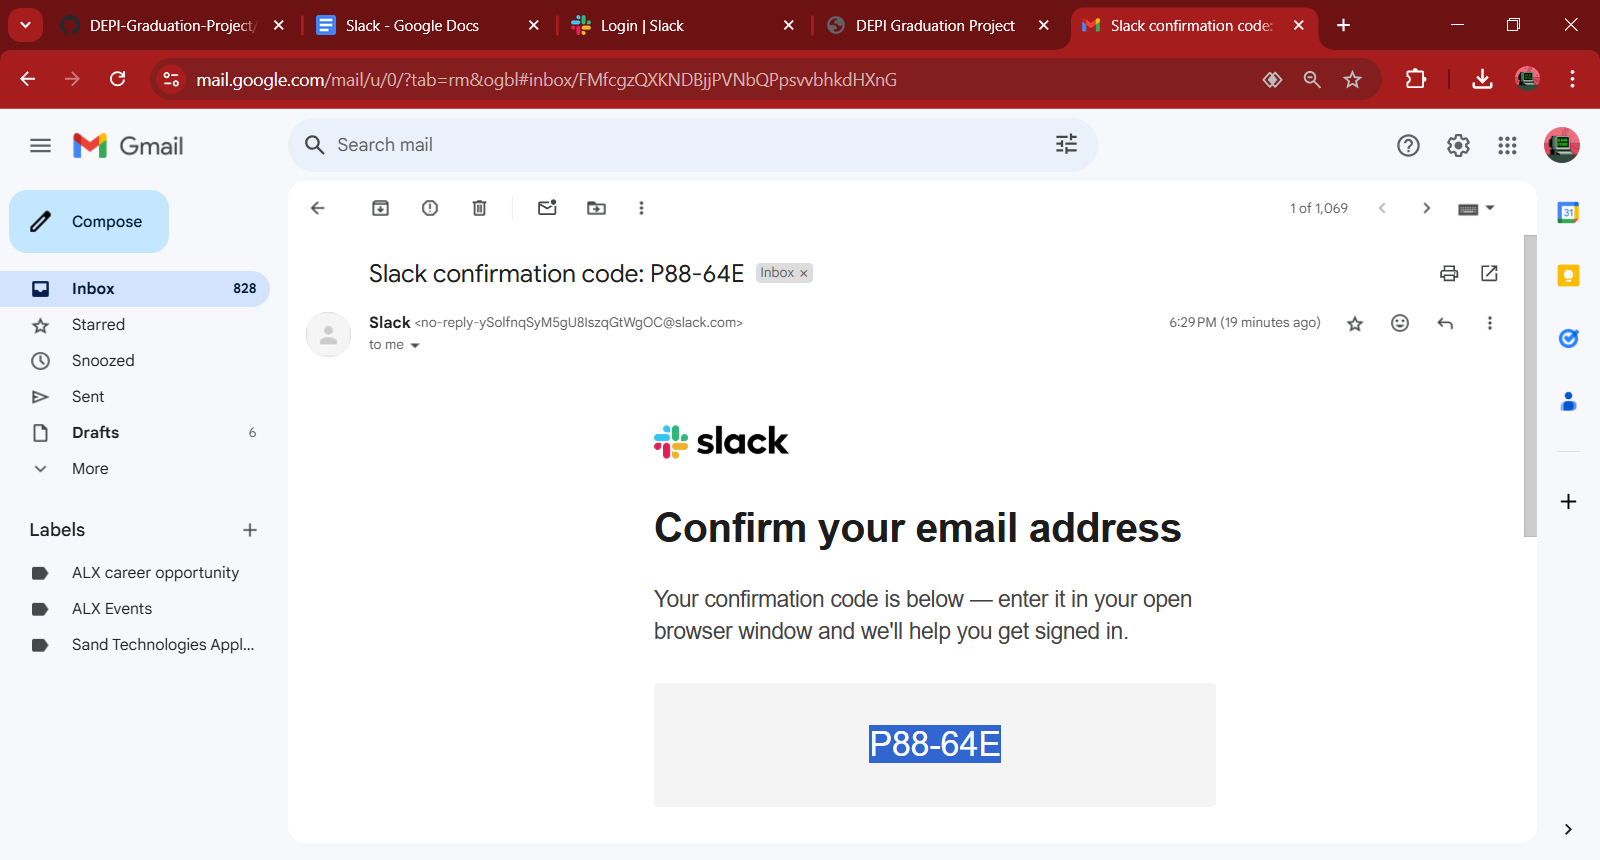 DEPI-Graduation-Project/
Slack - Google Docs
Login | Slack
DEPI Graduation Project
Slack confirmation code:
mail.google.com/mail/u/0/?tab=rm&ogbl#inbox/FMfcgzQXKNDBjjPVNbQPpsvvbhkdHXnG
Gmail
Search mail
Compose
1 of 1,069
31
Slack confirmation code: P88-64E
Inbox ×
Inbox 828
Slack <no-reply-ySolfnqSyM5gU8IszqGtWgOC@slack.com>
6:29 PM (19 minutes ago)
to me
Starred
Snoozed
Sent
Drafts 6
More
slack
Confirm your email address
Labels
ALX career opportunity
ALX Events
Sand Technologies Appl...
Your confirmation code is below — enter it in your open
browser window and we'll help you get signed in.
P88-64E